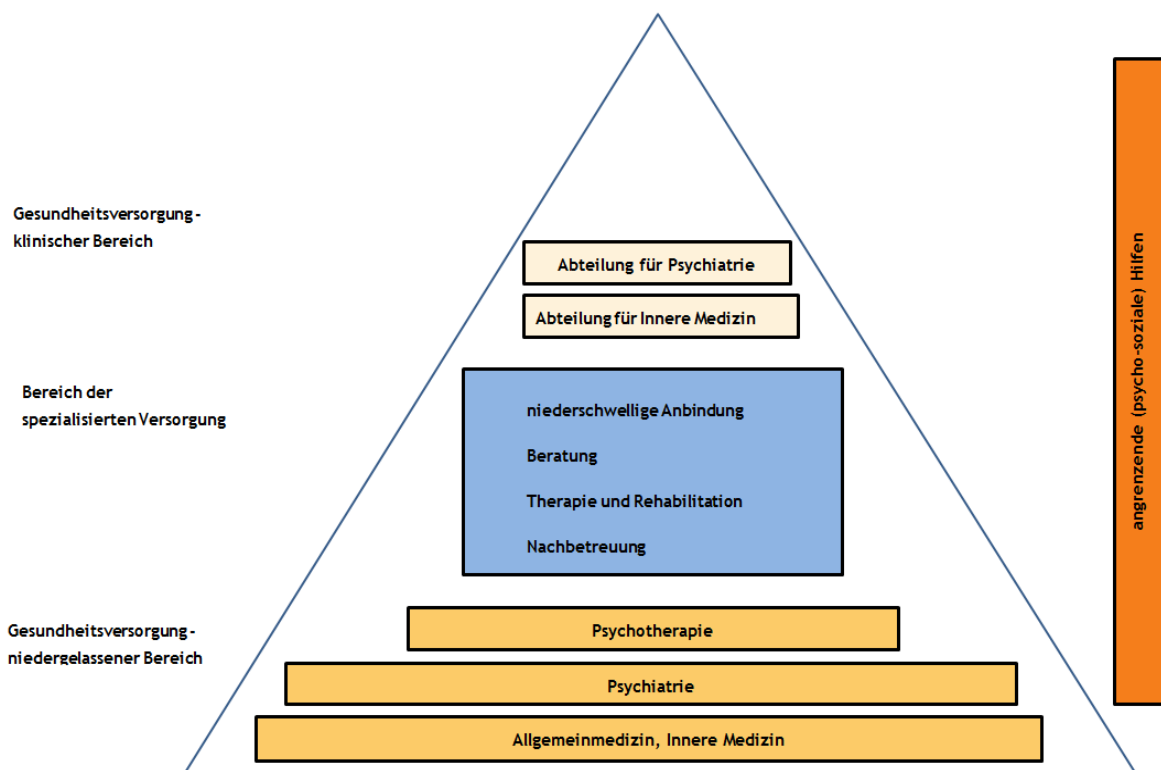 Gesundheitsversorgung -
klinischer Bereich
Abteilung für Psychiatrie
Abteilung für Innere Medizin
Bereich der
spezialisierten Versorgung
niederschwellige Anbindung
Beratung
Therapie und Rehabilitation
Nachbetreuung
Gesundheitsversorgung -
niedergelassener Bereich
Psychotherapie
Psychiatrie
Allgemeinmedizin, Innere Medizin
angrenzende (psycho-soziale) Hilfen